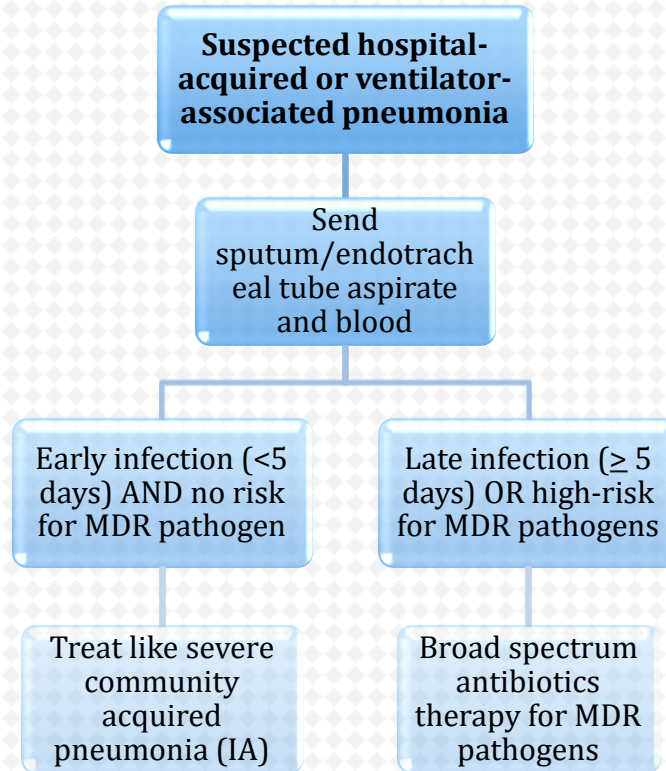 Suspected hospital-
acquired or ventilator-
associated pneumonia
Send
sputum/endotrach
eal tube aspirate
and blood
Early infection (<5
days) AND no risk
for MDR pathogen
Late infection (≥ 5
days) OR high-risk
for MDR pathogens
Treat like severe
community
acquired
pneumonia (IA)
Broad spectrum
antibiotics
therapy for MDR
pathogens